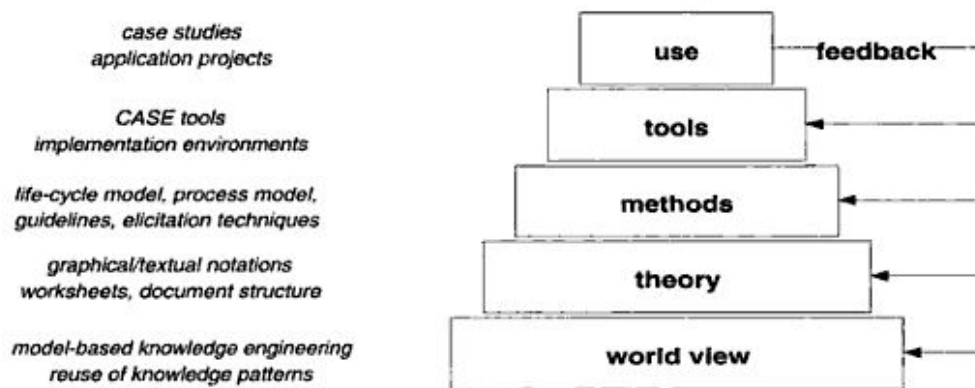 case studies
application projects
use
feedback
CASE tools
implementation environments
tools
life-cycle model, process model,
guidelines, elicitation techniques
methods
graphical/textual notations
worksheets, document structure
theory
model-based knowledge engineering
reuse of knowledge patterns
world view